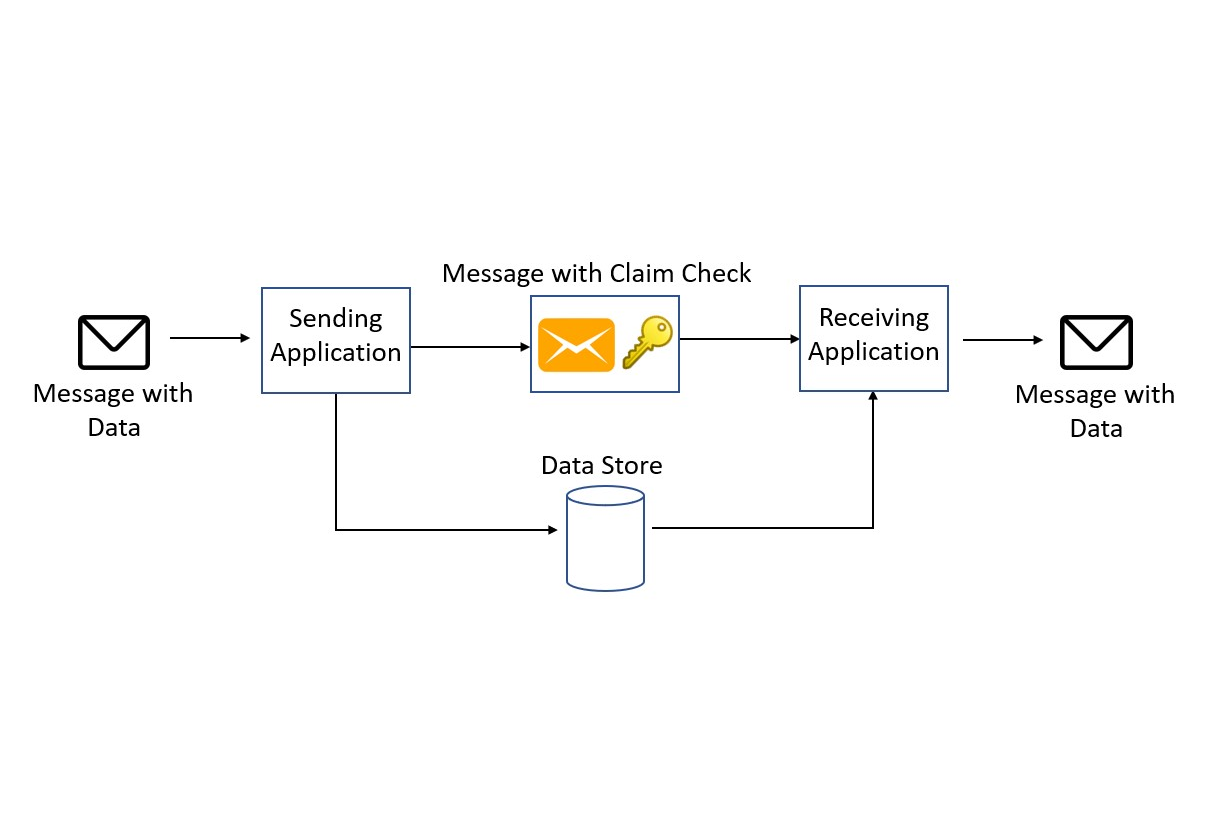 Message with Claim Check
Sending
Application
Receiving
Application
Message with
Data
Message with
Data
Data Store